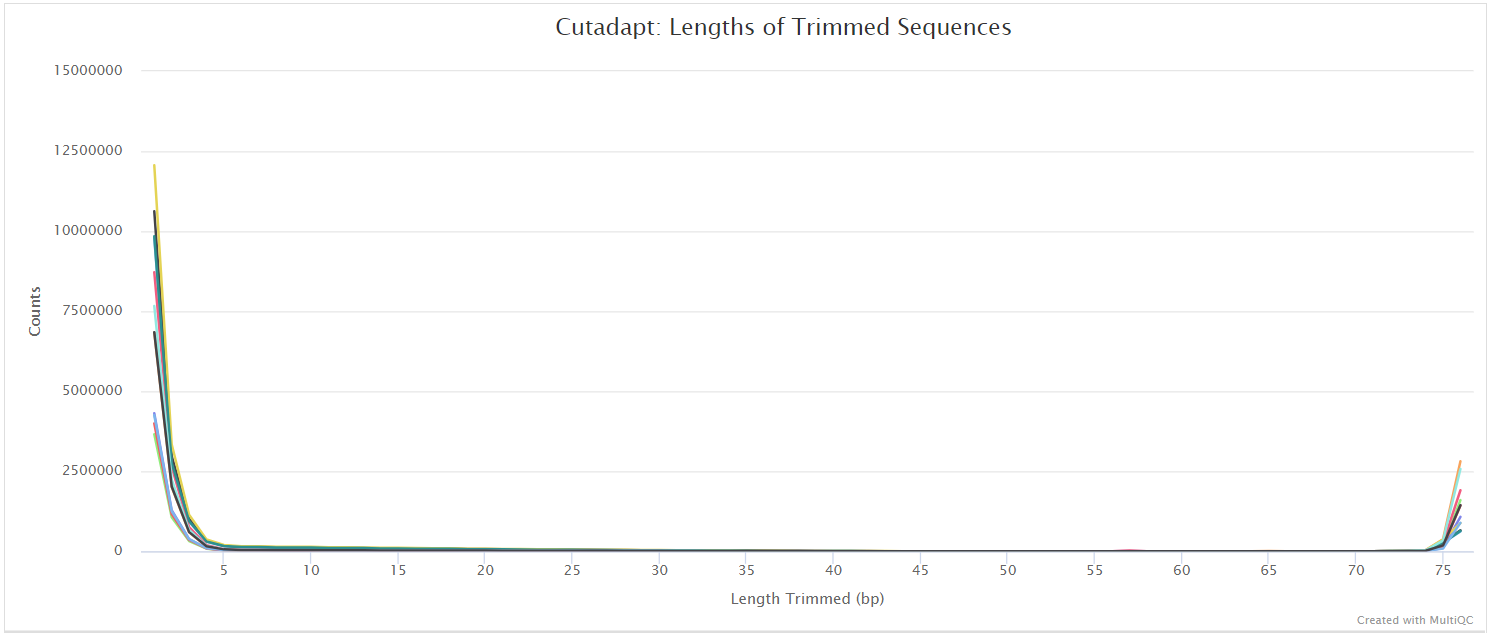 Cutadapt: Lengths of Trimmed Sequences
15000000
12500000
10000000
7500000
5000000
2500000
0
Counts
5 10 15 20 25 30 35 40 45 50 55 60 65 70 75
Length Trimmed (bp)
Created with MultiQC